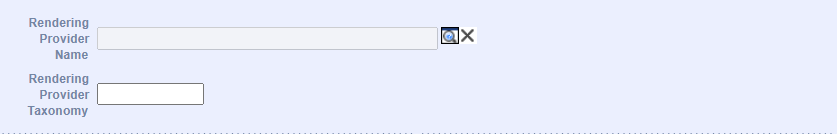 Rendering
Provider
Name
Rendering
Provider
Taxonomy